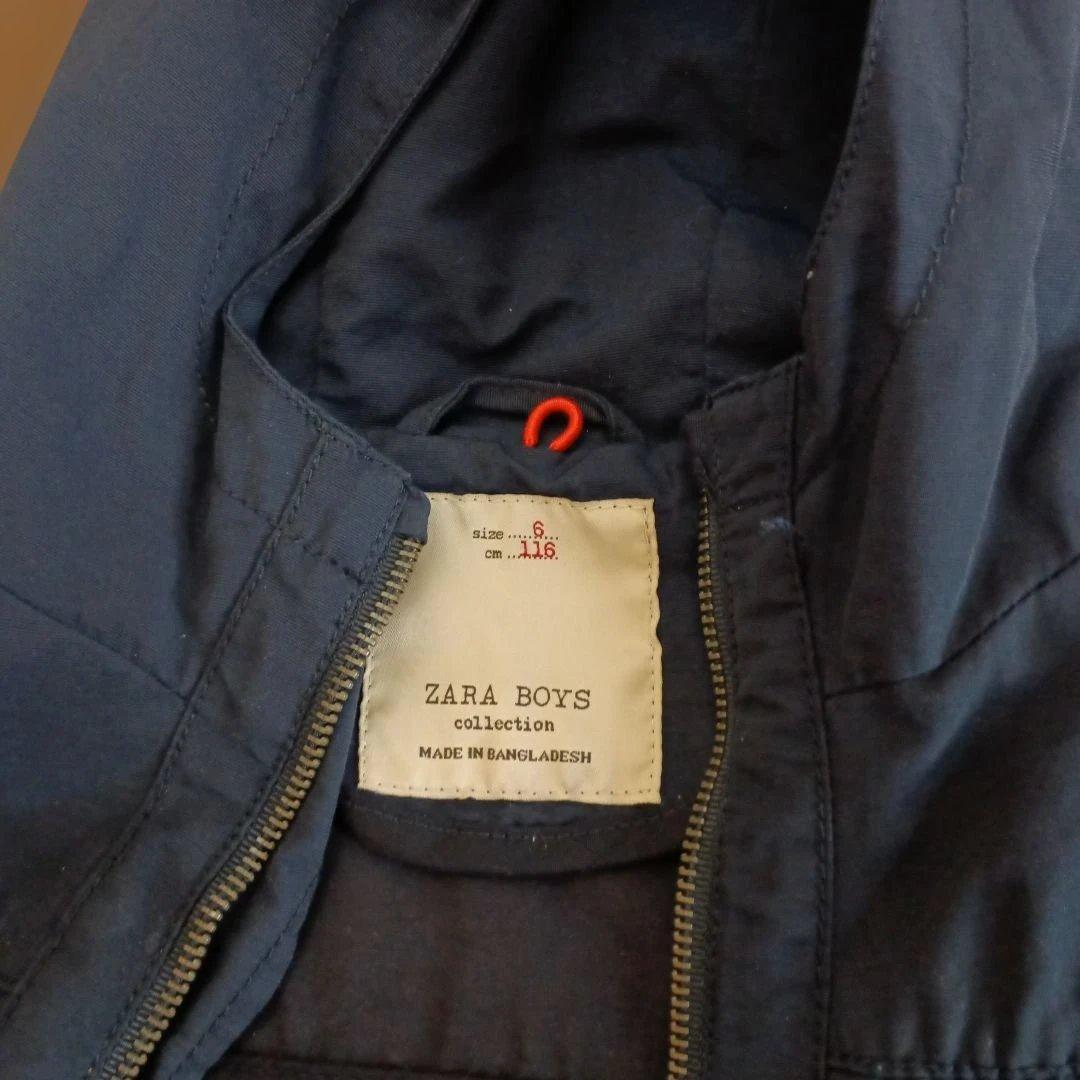 size .....6...
cm ...116...
ZARA BOYS
collection
MADE IN BANGLADESH